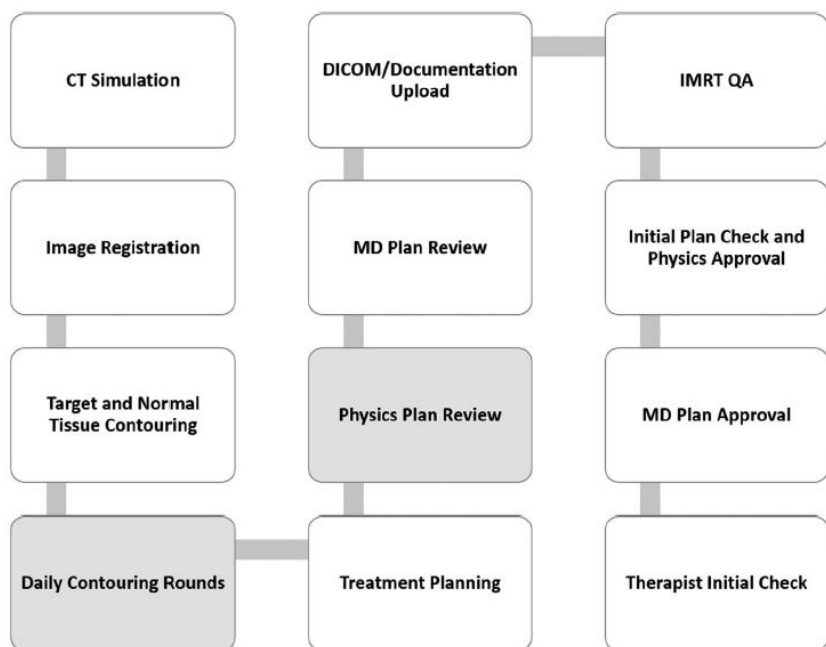 CT Simulation
Image Registration
Target and Normal
Tissue Contouring
Daily Contouring Rounds
Treatment Planning
Physics Plan Review
MD Plan Review
DICOM/Documentation
Upload
IMRT QA
Initial Plan Check and
Physics Approval
MD Plan Approval
Therapist Initial Check